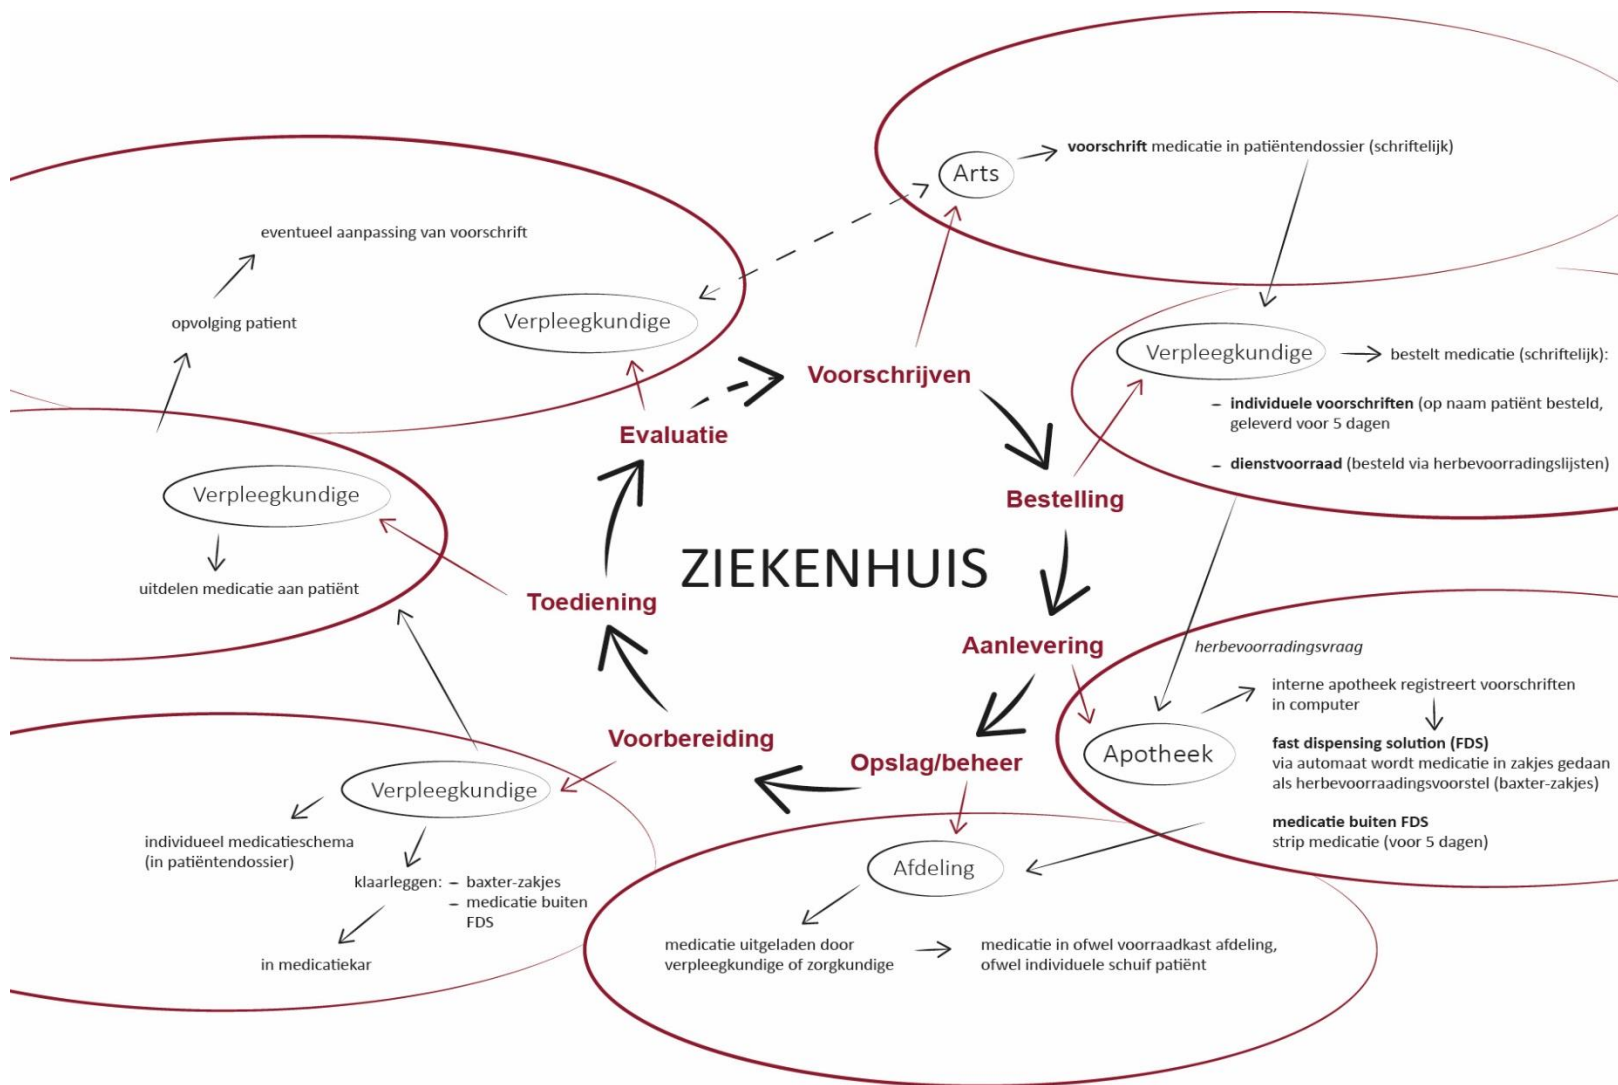 Arts
voorschrift medicatie in patiëntendossier (schriftelijk)
eventueel aanpassing van voorschrift
opvolging patient
Verpleegkundige
Voorschrijven
Verpleegkundige
bestelt medicatie (schriftelijk):
– individuele voorschriften (op naam patiënt besteld,
geleverd voor 5 dagen
– dienstvoorraad (besteld via herbevoorradingslijsten)
Evaluatie
Bestelling
Verpleegkundige
uitdelen medicatie aan patiënt
ZIEKENHUIS
Toediening
Aanlevering
herbevoorradingsvraag
interne apotheek registreert voorschriften
in computer
Apotheek
fast dispensing solution (FDS)
via automaat wordt medicatie in zakjes gedaan
als herbevoorraadingsvoorstel (baxter-zakjes)
medicatie buiten FDS
strip medicatie (voor 5 dagen)
Voorbereiding
Opslag/beheer
Verpleegkundige
individueel medicatieschema
(in patiëntendossier)
klaarleggen: – baxter-zakjes
– medicatie buiten
FDS
in medicatiekar
Afdeling
medicatie uitgeladen door
verpleegkundige of zorgkundige
medicatie in ofwel voorraadkast afdeling,
ofwel individuele schuif patiënt